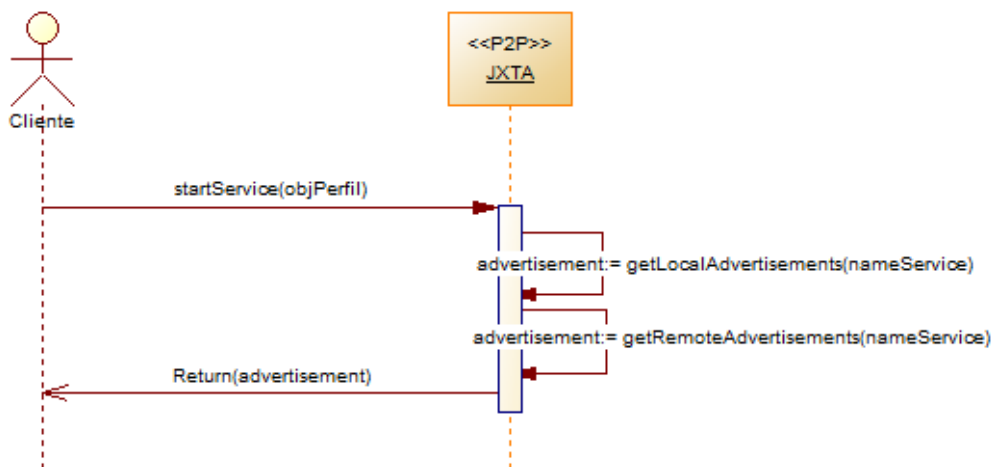 <<P2P>>
JXTA
Cliente
startService(objPerfil)
advertisement:= getLocalAdvertisements(nameService)
advertisement:= getRemoteAdvertisements(nameService)
Return(advertisement)